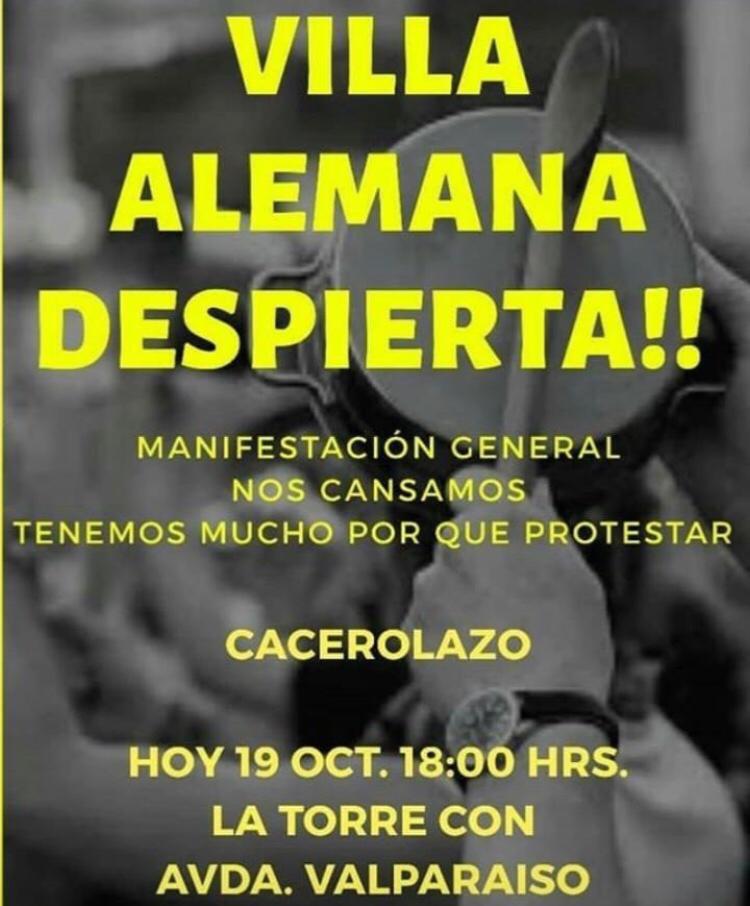 VILLA
ALEMANA
DESPIERTA!!
MANIFESTACIÓN GENERAL
NOS CANSAMOS
TENEMOS MUCHO POR QUE PROTESTAR
CACEROLAZO
HOY 19 OCT. 18:00 HRS.
LA TORRE CON
AVDA. VALPARAISO